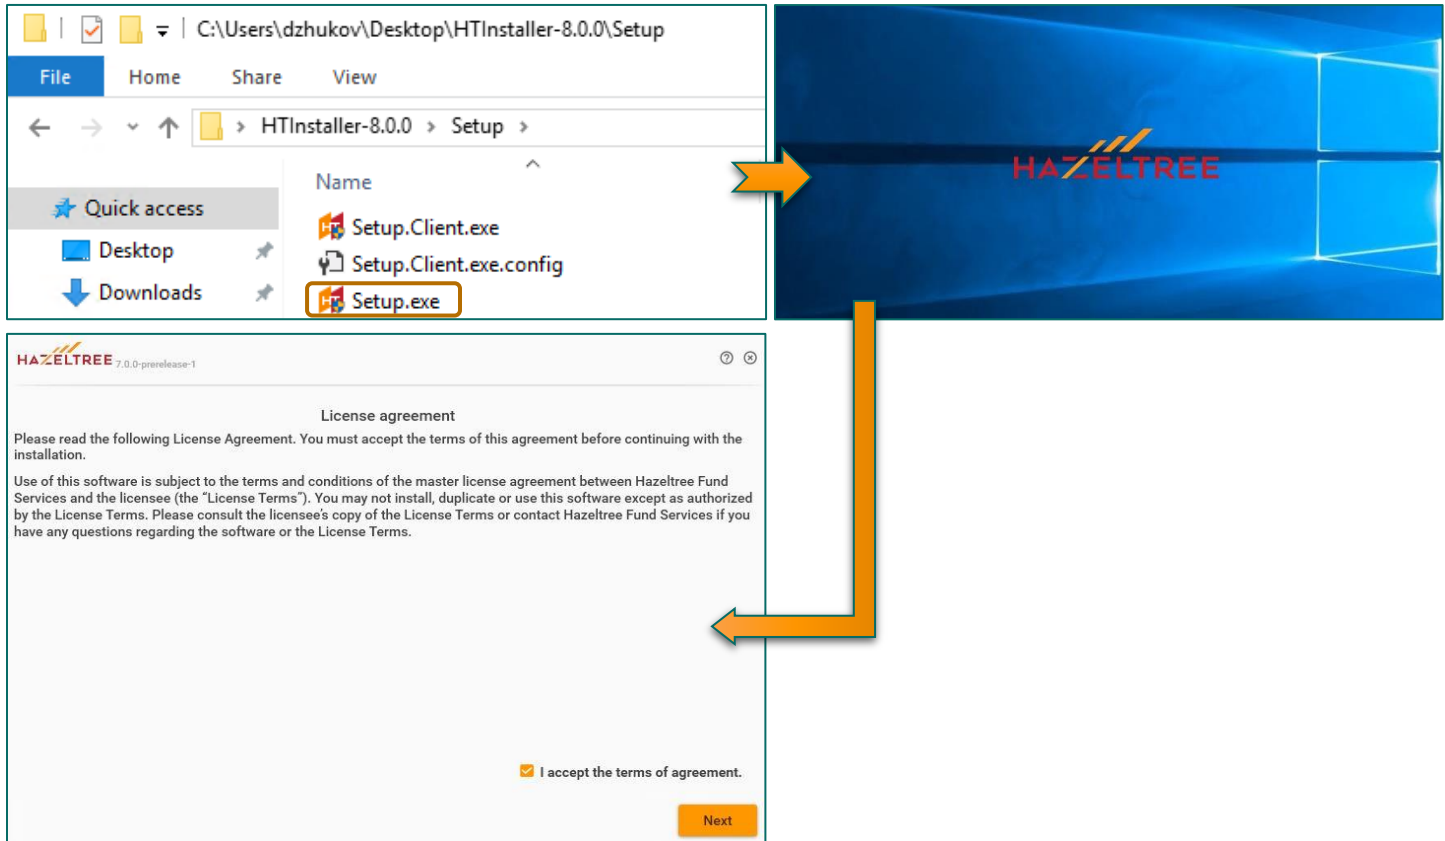 C:\Users\dzhukov\Desktop\HTInstaller-8.0.0\Setup
File Home Share View
HTInstaller-8.0.0 > Setup >
Name
Quick access
Desktop
Downloads
Setup.Client.exe
Setup.Client.exe.config
Setup.exe
HAZELTREE
HAZELTREE 7.0.0-prerelease-1
License agreement
Please read the following License Agreement. You must accept the terms of this agreement before continuing with the
installation.
Use of this software is subject to the terms and conditions of the master license agreement between Hazeltree Fund
Services and the licensee (the “License Terms”). You may not install, duplicate or use this software except as authorized
by the License Terms. Please consult the licensee's copy of the License Terms or contact Hazeltree Fund Services if you
have any questions regarding the software or the License Terms.
I accept the terms of agreement.
Next